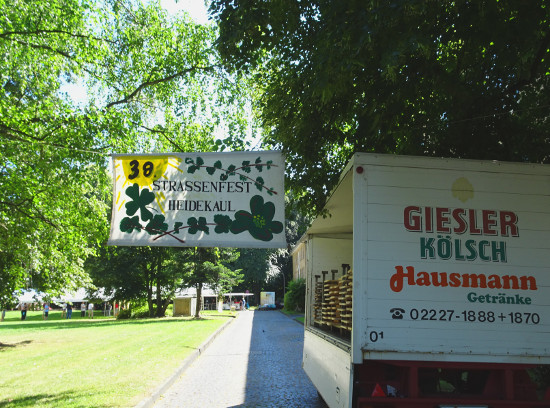 30.
STRASSENFEST
HEIDEKAUL
GIESLER
KÖLSCH
Hausmann
Getränke
☎ 02227-1888 + 1870
01